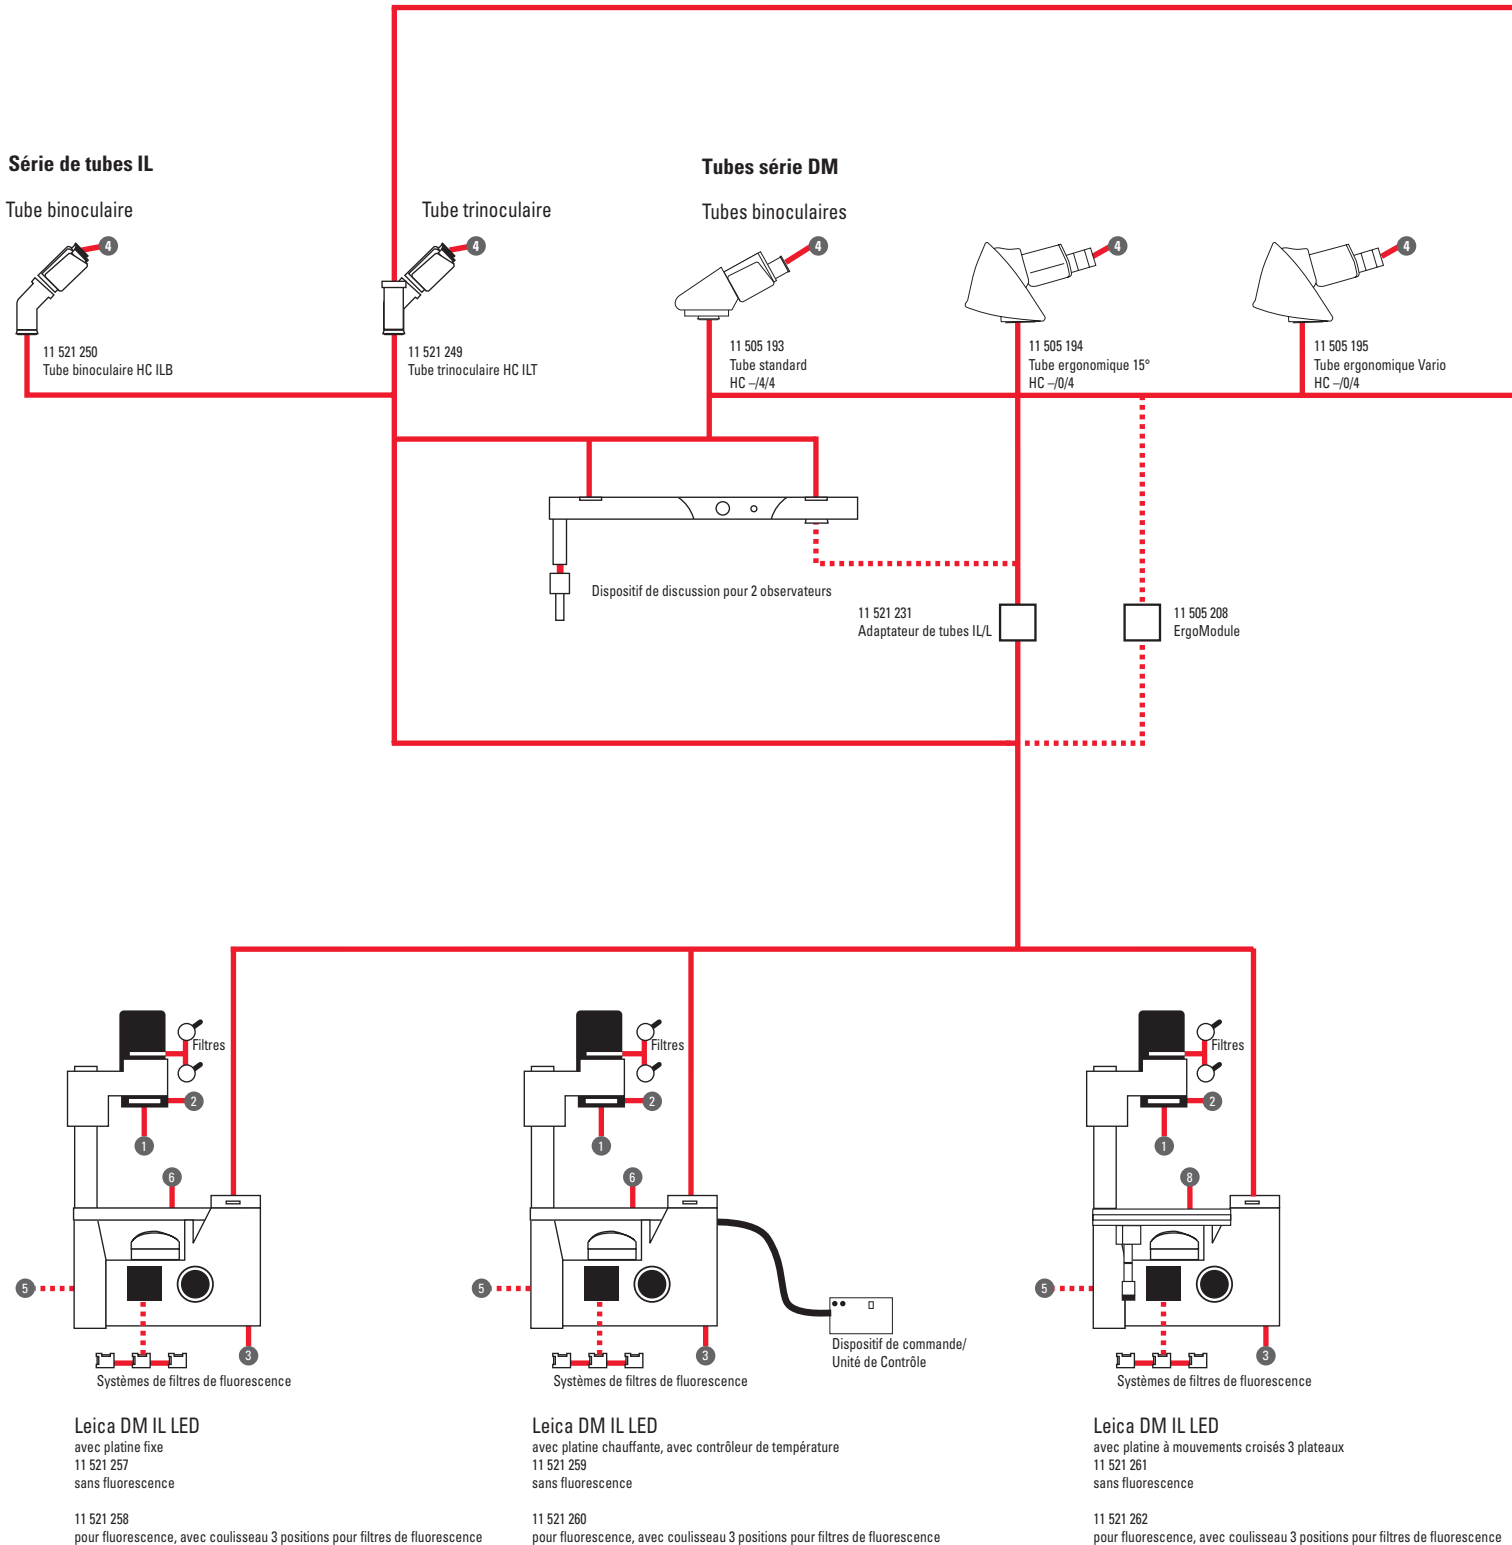 Série de tubes IL
Tubes série DM
Tube binoculaire
Tube trinoculaire
Tubes binoculaires
4
4
4
4
4
11 521 250
Tube binoculaire HC ILB
11 521 249
Tube trinoculaire HC ILT
11 505 193
Tube standard
HC –/4/4
11 505 194
Tube ergonomique 15°
HC –/0/4
11 505 195
Tube ergonomique Vario
HC –/0/4
Dispositif de discussion pour 2 observateurs
11 521 231
Adaptateur de tubes IL/L
11 505 208
ErgoModule
Filtres
2
1
6
5
3
Systèmes de filtres de fluorescence
Filtres
2
1
6
5
3
Dispositif de commande/
Unité de Contrôle
Systèmes de filtres de fluorescence
Filtres
2
1
8
5
3
Systèmes de filtres de fluorescence
Leica DM IL LED
avec platine fixe
11 521 257
sans fluorescence
11 521 258
pour fluorescence, avec coulisseau 3 positions pour filtres de fluorescence
Leica DM IL LED
avec platine chauffante, avec contrôleur de température
11 521 259
sans fluorescence
11 521 260
pour fluorescence, avec coulisseau 3 positions pour filtres de fluorescence
Leica DM IL LED
avec platine à mouvements croisés 3 plateaux
11 521 261
sans fluorescence
11 521 262
pour fluorescence, avec coulisseau 3 positions pour filtres de fluorescence